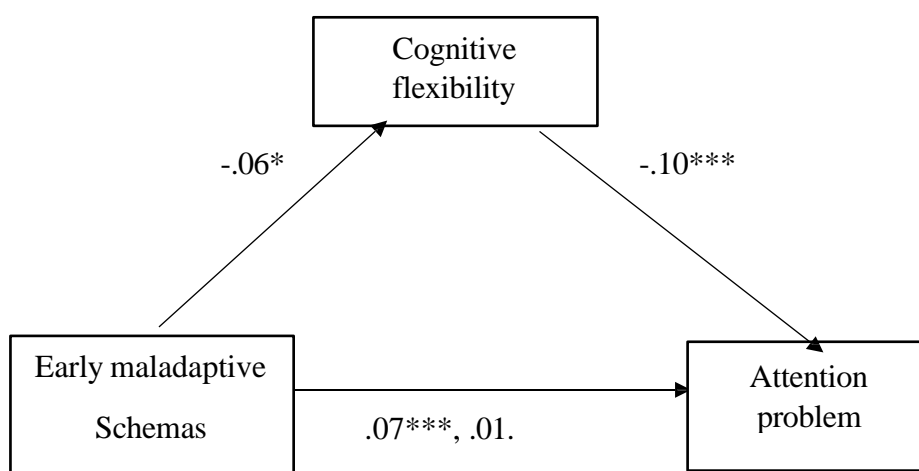 Cognitive
flexibility
-.06*
-.10***
Early maladaptive
Schemas
.07***, .01.
Attention
problem